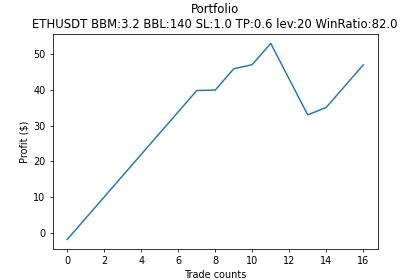 Portfolio
ETHUSDT BBM:3.2 BBL:140 SL:1.0 TP:0.6 lev:20 WinRatio:82.0
50
40
30
20
10
0
Profit ($)
0 2 4 6 8 10 12 14 16
Trade counts